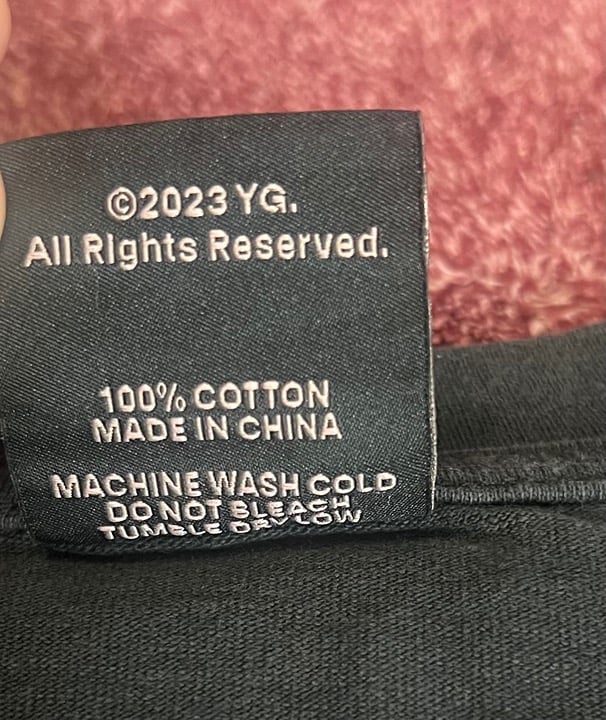 ©2023 YG.
All Rights Reserved.
100% COTTON
MADE IN CHINA
MACHINE WASH COLD
DO NOT BLEACH
TUMBLE DRY LOW